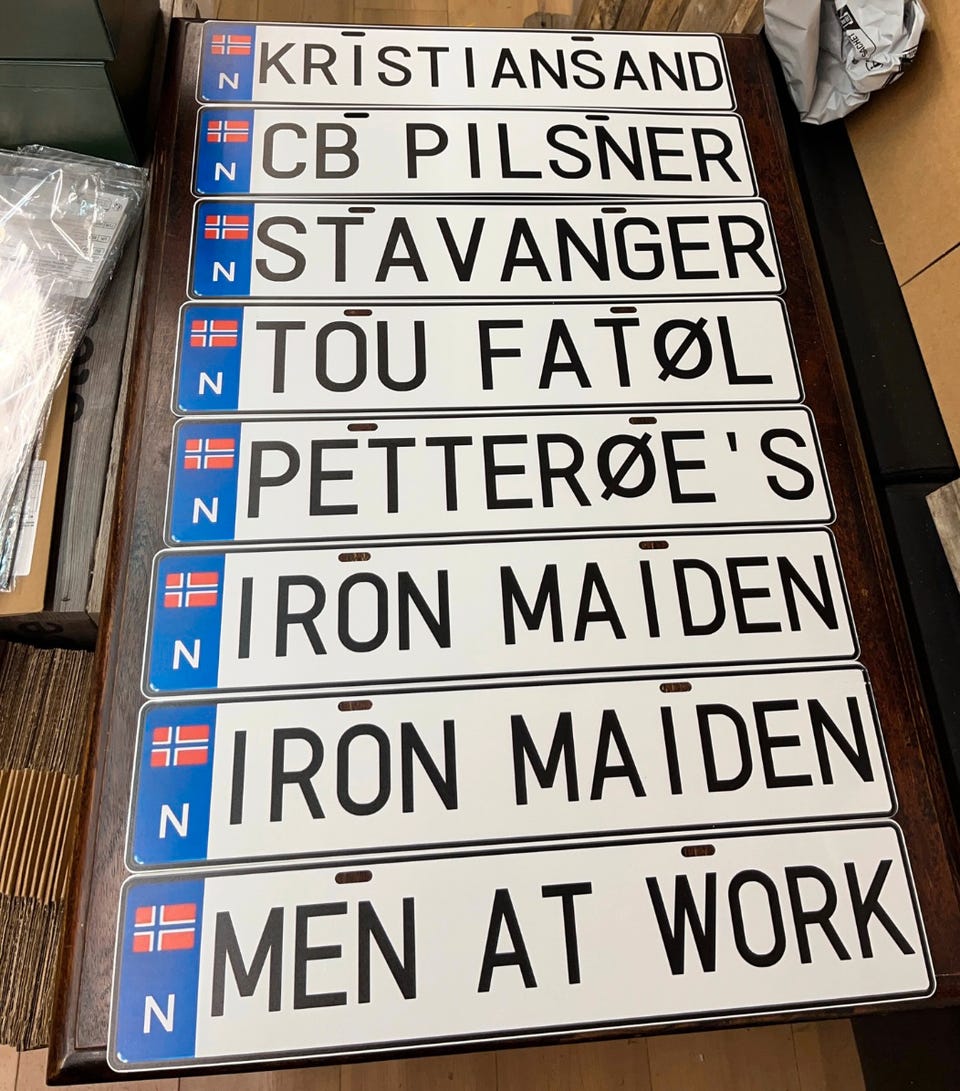 N KRISTIANSAND
N CB PILSNER
N STAVANGER
N TOU FATØL
N PETTERØE'S
N IRON MAIDEN
N IRON MAIDEN
N MEN AT WORK